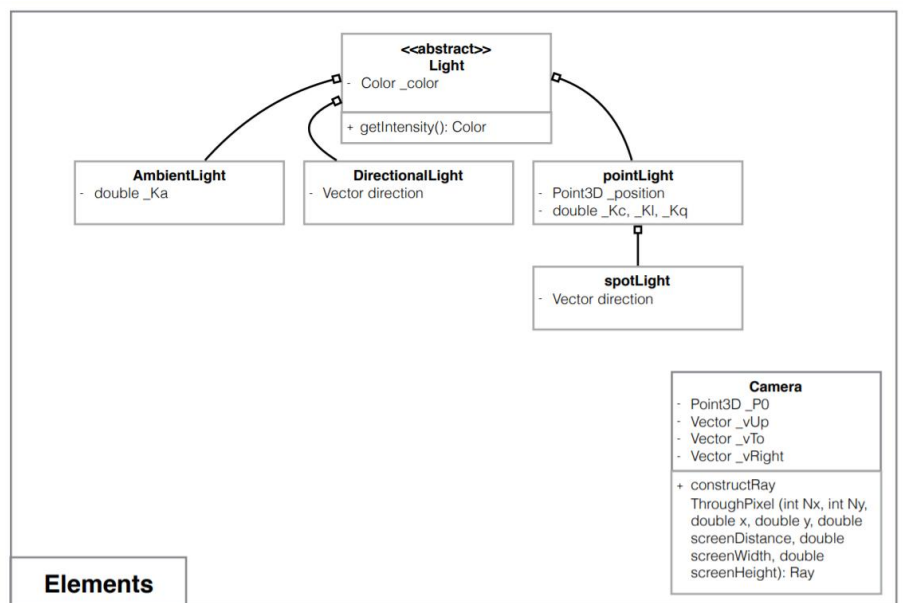 <<abstract>>
Light
- Color _color
+ getIntensity(): Color
AmbientLight
- double _Ka
DirectionalLight
- Vector direction
pointLight
- Point3D _position
- double _Kc, _Kl, _Kq
spotLight
- Vector direction
Camera
- Point3D _P0
- Vector _vUp
- Vector _vTo
- Vector _vRight
+ constructRay
ThroughPixel (int Nx, int Ny,
double x, double y, double
screenDistance, double
screenWidth, double
screenHeight): Ray
Elements